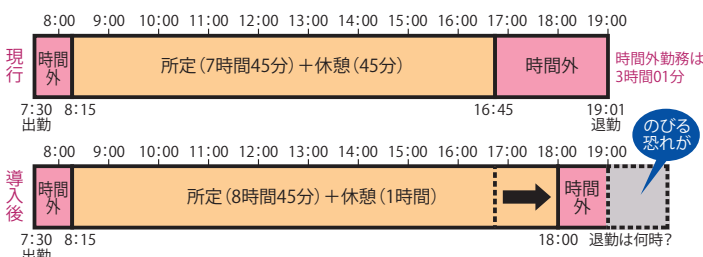 8:00 9:00 10:00 11:00 12:00 13:00 14:00 15:00 16:00 17:00 18:00 19:00
現行
時間外
所定(7時間45分)+休憩(45分)
時間外
時間外勤務は
3時間01分
7:30 8:15 16:45 19:01
出勤 退勤
のびる
恐れが
8:00 9:00 10:00 11:00 12:00 13:00 14:00 15:00 16:00 17:00 18:00 19:00
導入後
時間外
所定(8時間45分)+休憩(1時間)
時間外
7:30 8:15 18:00 退勤は何時?
出勤